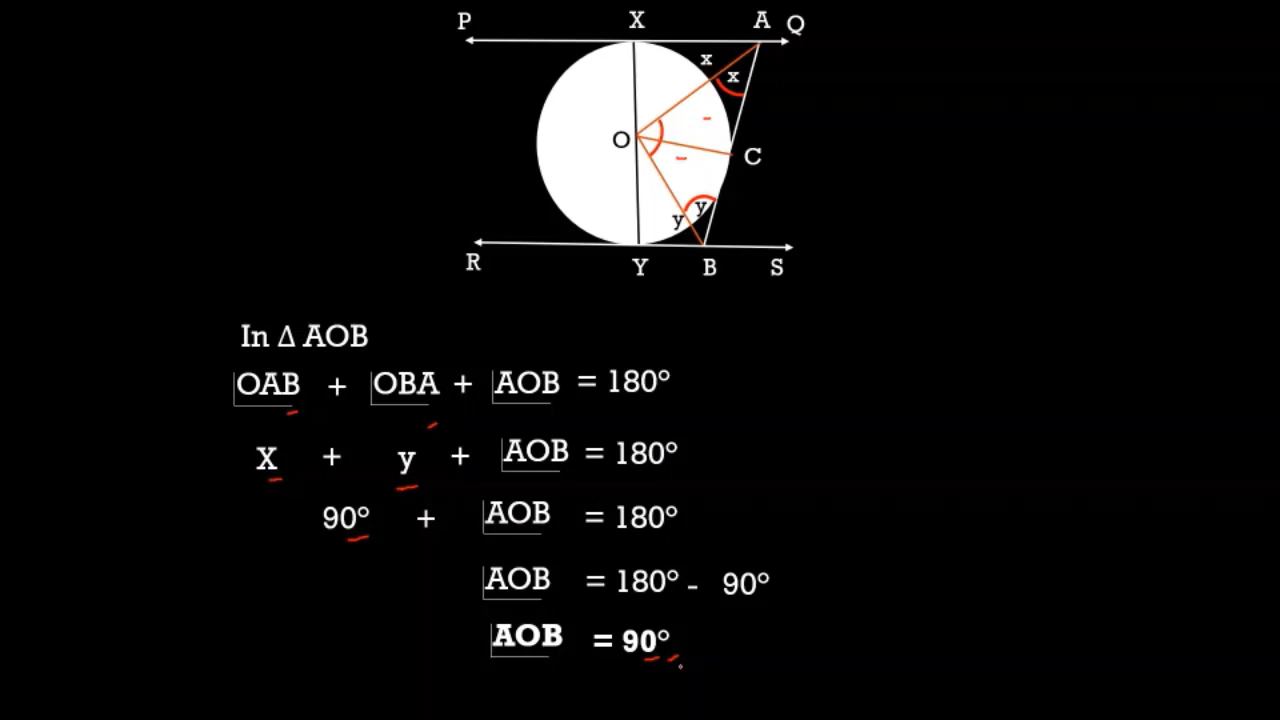 P X A Q
x
x
O
C
y
y
R Y B S
In Δ AOB
OAB + OBA + AOB = 180°
X + y + AOB = 180°
90° + AOB = 180°
AOB = 180° - 90°
AOB = 90°